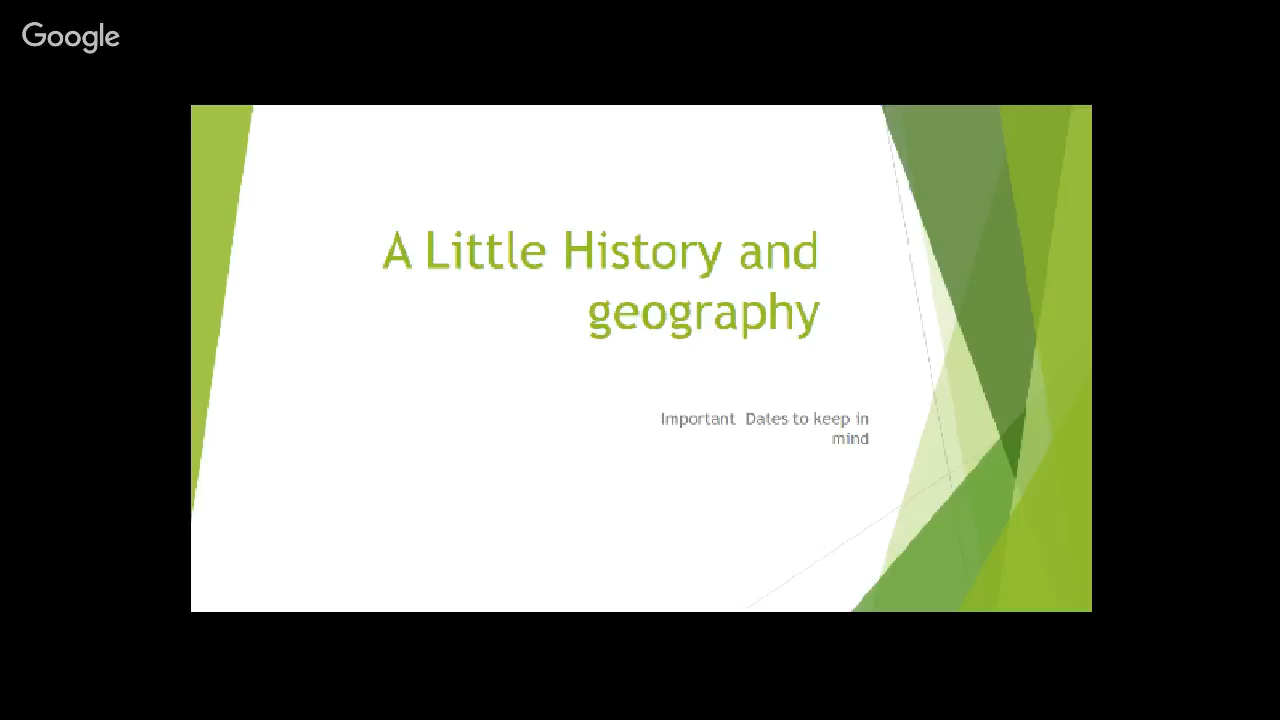 Google
A Little History and
geography
Important  Dates to keep in
mind